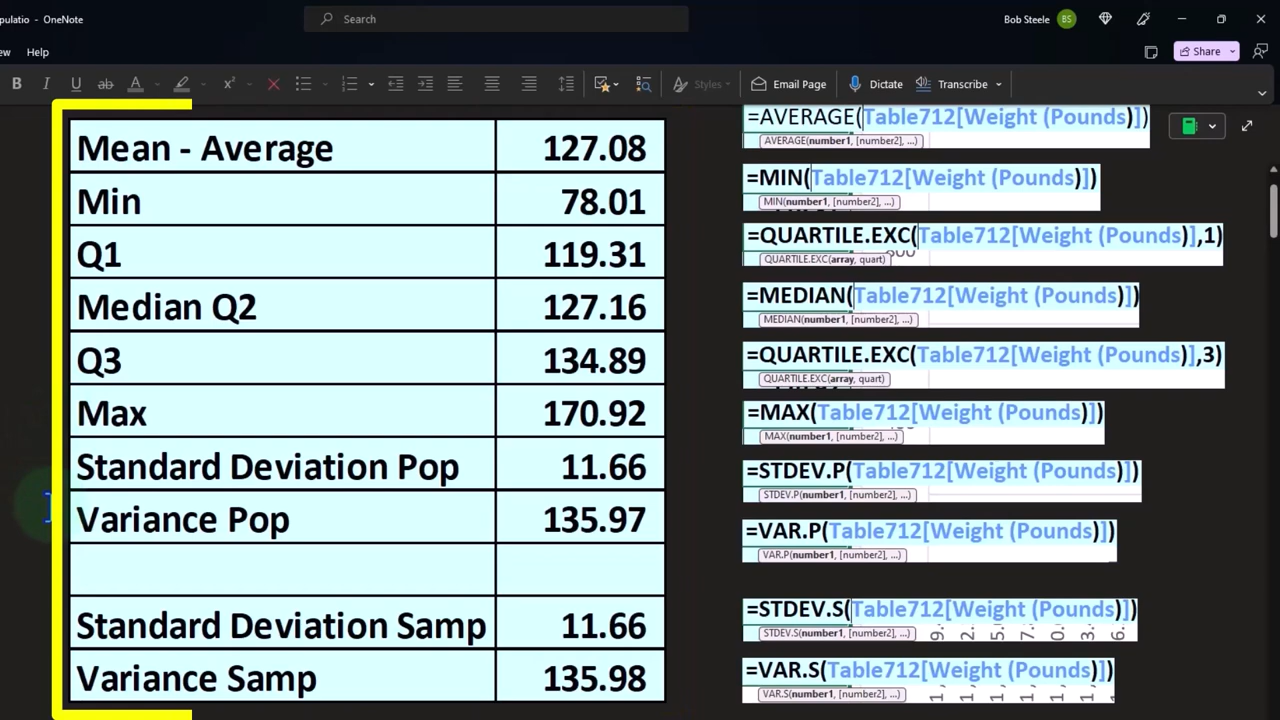 pulatio - OneNote
Search
Bob Steele
BS
ew Help
Share
B I U ab A x²
Styles
Email Page
Dictate
Transcribe
Mean - Average 127.08
=AVERAGE(Table712[Weight (Pounds)])
AVERAGE(number1, [number2], ...)
Min 78.01
=MIN(Table712[Weight (Pounds)])
MIN(number1, [number2], ...)
Q1 119.31
=QUARTILE.EXC(Table712[Weight (Pounds)],1)
QUARTILE.EXC(array, quart)
Median Q2 127.16
=MEDIAN(Table712[Weight (Pounds)])
MEDIAN(number1, [number2], ...)
Q3 134.89
=QUARTILE.EXC(Table712[Weight (Pounds)],3)
QUARTILE.EXC(array, quart)
Max 170.92
=MAX(Table712[Weight (Pounds)])
MAX(number1, [number2], ...)
Standard Deviation Pop 11.66
=STDEV.P(Table712[Weight (Pounds)])
STDEV.P(number1, [number2], ...)
Variance Pop 135.97
=VAR.P(Table712[Weight (Pounds)])
VAR.P(number1, [number2], ...)
Standard Deviation Samp 11.66
=STDEV.S(Table712[Weight (Pounds)])
STDEV.S(number1, [number2], ...)
Variance Samp 135.98
=VAR.S(Table712[Weight (Pounds)])
VAR.S(number1, [number2], ...)